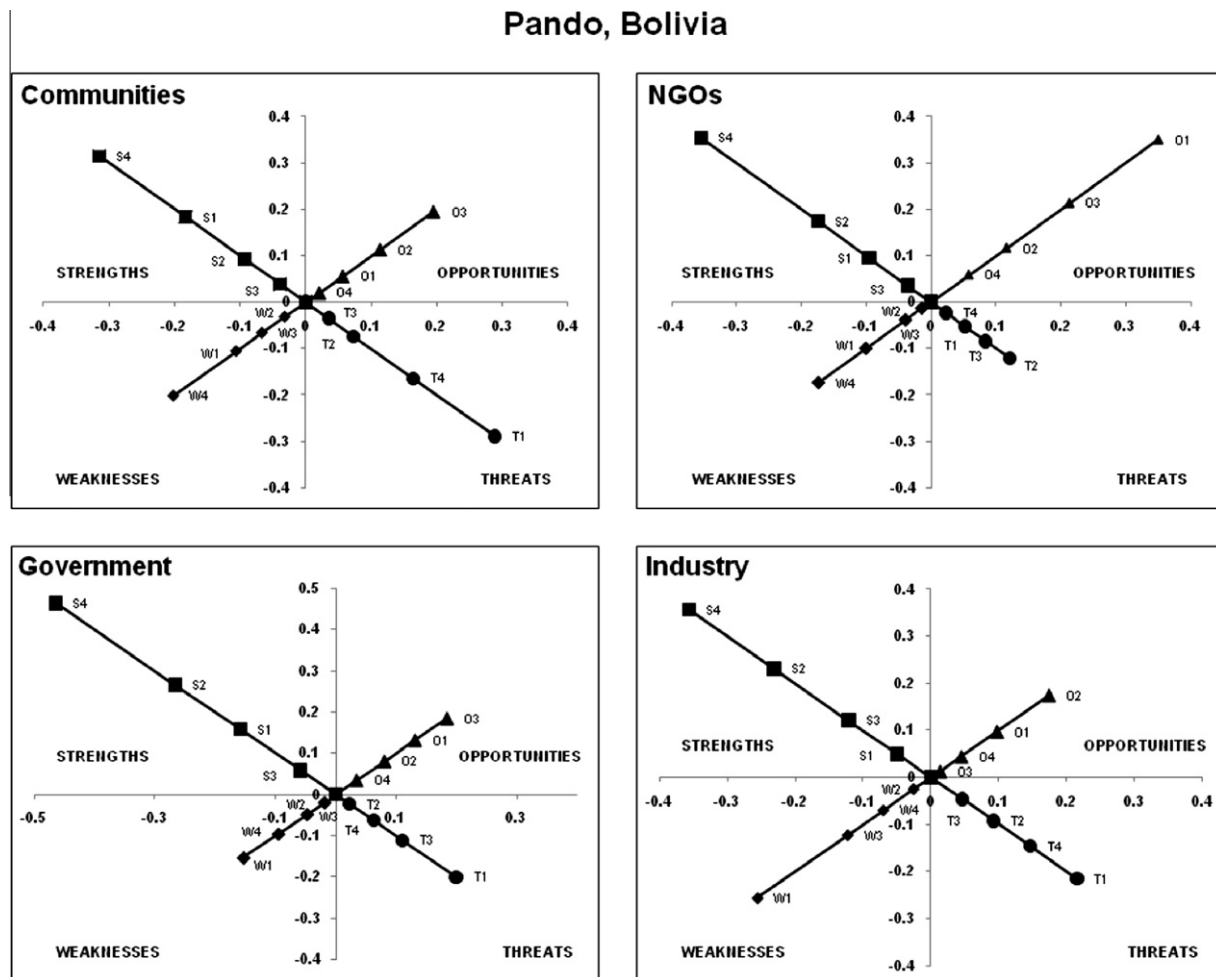 Pando, Bolivia
Communities
0.4
0.3
0.2
0.1
0
-0.1
-0.2
-0.3
-0.4
-0.4 -0.3 -0.2 -0.1 0 0.1 0.2 0.3 0.4
S4
S1
S2
S3
O3
O2
O1
O4
STRENGTHS OPPORTUNITIES
W2
W3
W1
W4
T3
T2
T4
T1
WEAKNESSES THREATS
NGOs
0.4
0.3
0.2
0.1
0
-0.1
-0.2
-0.3
-0.4
-0.4 -0.3 -0.2 -0.1 0 0.1 0.2 0.3 0.4
S4
S2
S1
S3
O1
O3
O2
O4
STRENGTHS OPPORTUNITIES
W2
W3
W1
W4
T4
T1
T3
T2
WEAKNESSES THREATS
Government
0.5
0.4
0.3
0.2
0.1
0
-0.1
-0.2
-0.3
-0.4
-0.5 -0.3 -0.1 0.1 0.3
S4
S2
S1
S3
O3
O1
O2
O4
STRENGTHS OPPORTUNITIES
W2
W3
W4
W1
T2
T4
T3
T1
WEAKNESSES THREATS
Industry
0.4
0.3
0.2
0.1
0
-0.1
-0.2
-0.3
-0.4
-0.4 -0.3 -0.2 -0.1 0 0.1 0.2 0.3 0.4
S4
S2
S3
S1
O2
O1
O4
O3
STRENGTHS OPPORTUNITIES
W2
W4
W3
W1
T3
T2
T4
T1
WEAKNESSES THREATS